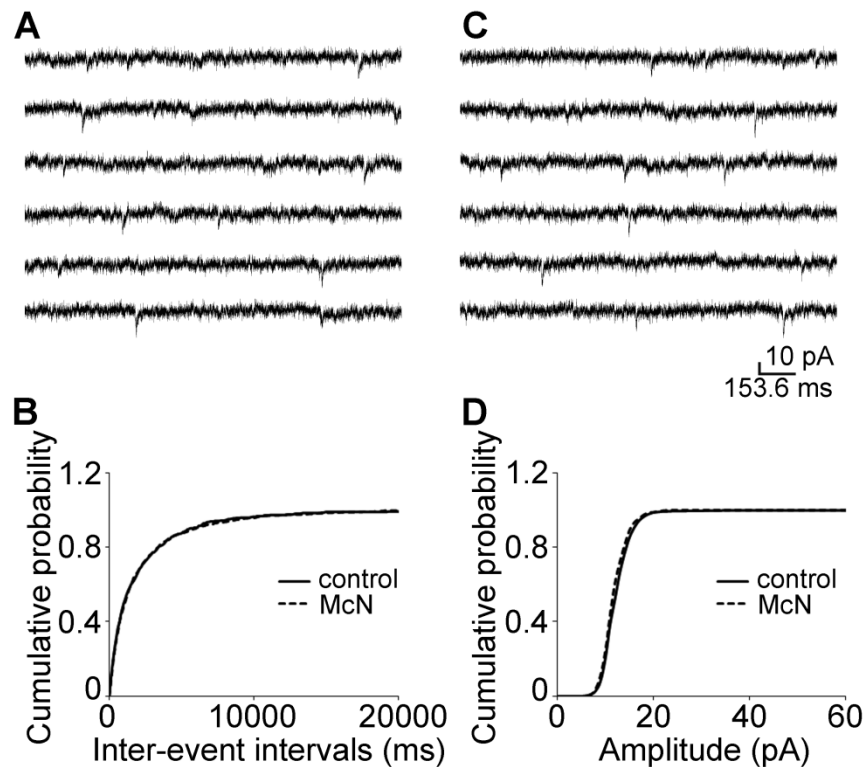 A
C
10 pA
153.6 ms
B
Cumulative probability
1.2
0.8
0.4
0
control
McN
0
10000
20000
Inter-event intervals (ms)
D
Cumulative probability
1.2
0.8
0.4
0
control
McN
0
20
40
60
Amplitude (pA)